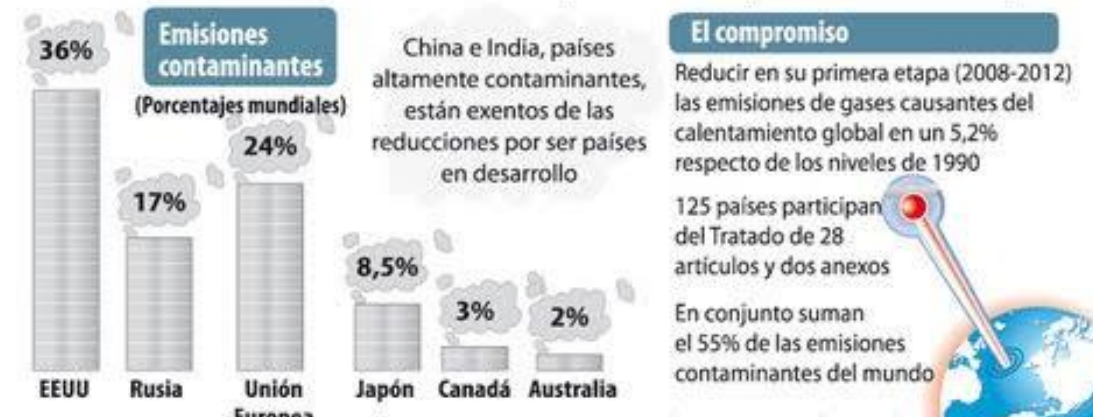 Emisiones
contaminantes
(Porcentajes mundiales)
36%
17%
24%
8,5%
3%
2%
EEUU
Rusia
Unión
Europea
Japón
Canadá
Australia
China e India, países
altamente contaminantes,
están exentos de las
reducciones por ser países
en desarrollo
El compromiso
Reducir en su primera etapa (2008-2012)
las emisiones de gases causantes del
calentamiento global en un 5,2%
respecto de los niveles de 1990
125 países participan
del Tratado de 28
artículos y dos anexos
En conjunto suman
el 55% de las emisiones
contaminantes del mundo